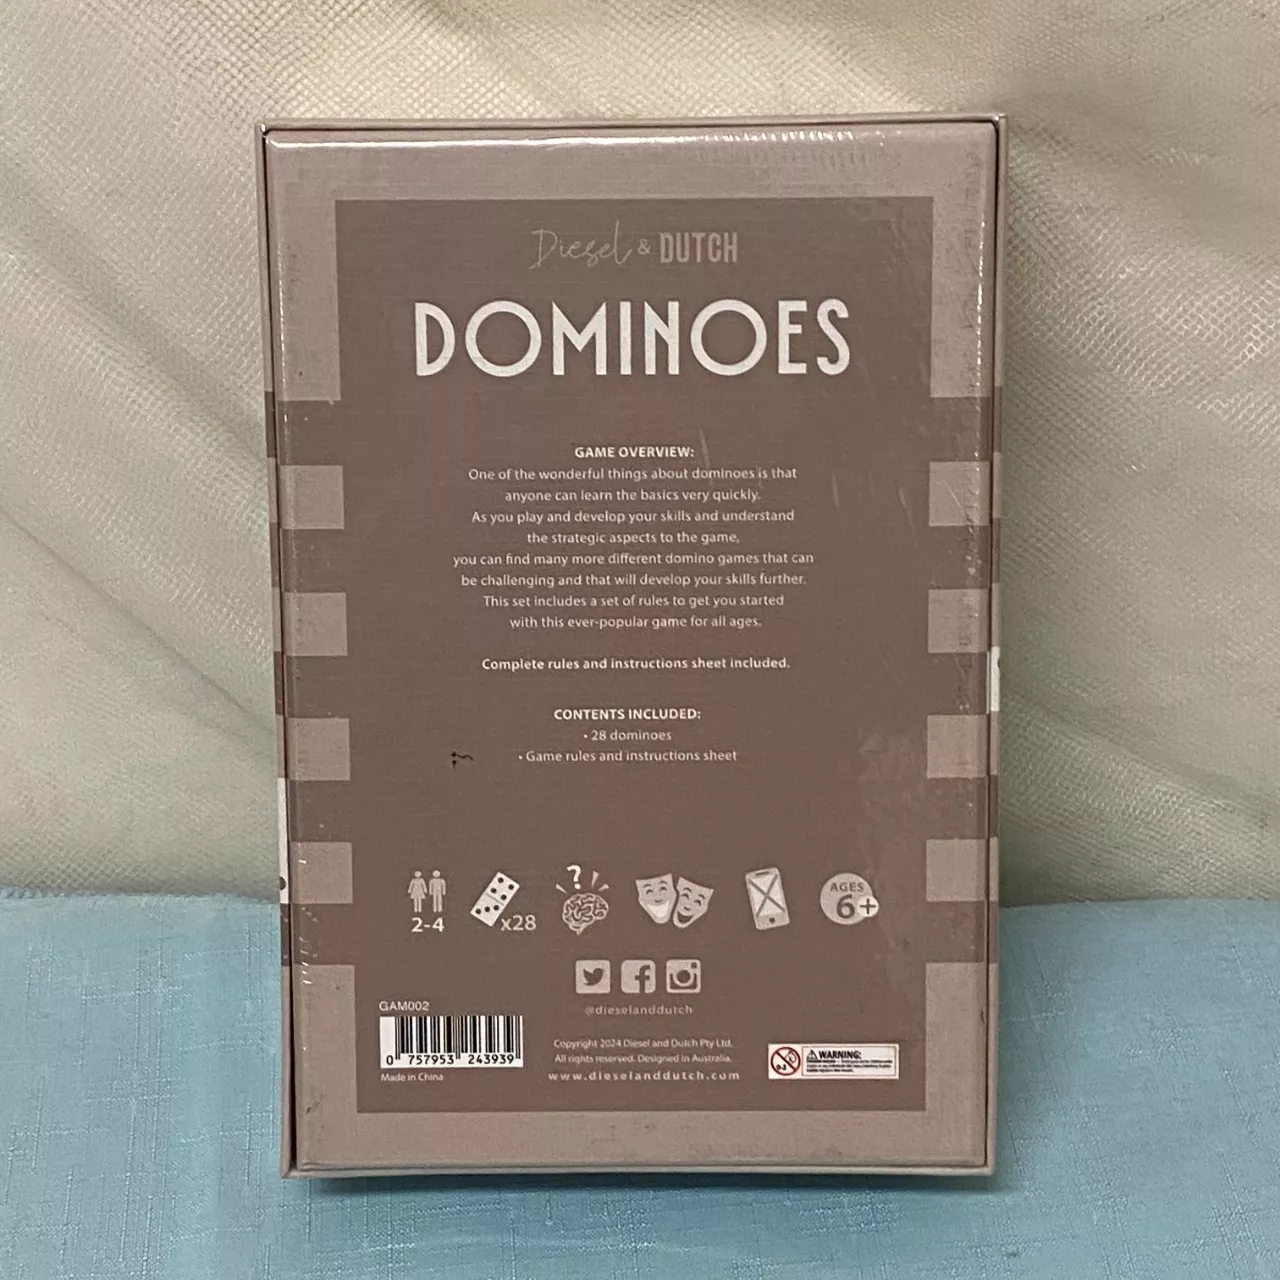 Diesel & DUTCH
DOMINOES
GAME OVERVIEW:
One of the wonderful things about dominoes is that
anyone can learn the basics very quickly.
As you play and develop your skills and understand
the strategic aspects to the game,
you can find many more different domino games that can
be challenging and that will develop your skills further.
This set includes a set of rules to get you started
with this ever-popular game for all ages.
Complete rules and instructions sheet included.
CONTENTS INCLUDED:
• 28 dominoes
• Game rules and instructions sheet
?
2-4
x28
AGES
6+
@dieselanddutch
GAM002
0 757953 243939
Made in China
Copyright 2024 Diesel and Dutch Pty Ltd.
All rights reserved. Designed in Australia.
www.dieselanddutch.com
0-3
WARNING: